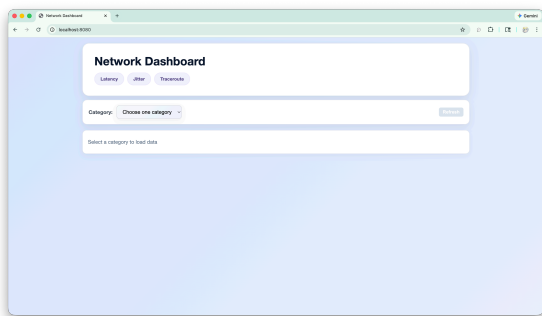 Network Dashboard
Gemini
localhost:8080
Network Dashboard
Latency
Jitter
Traceroute
Category:
Choose one category
Refresh
Select a category to load data